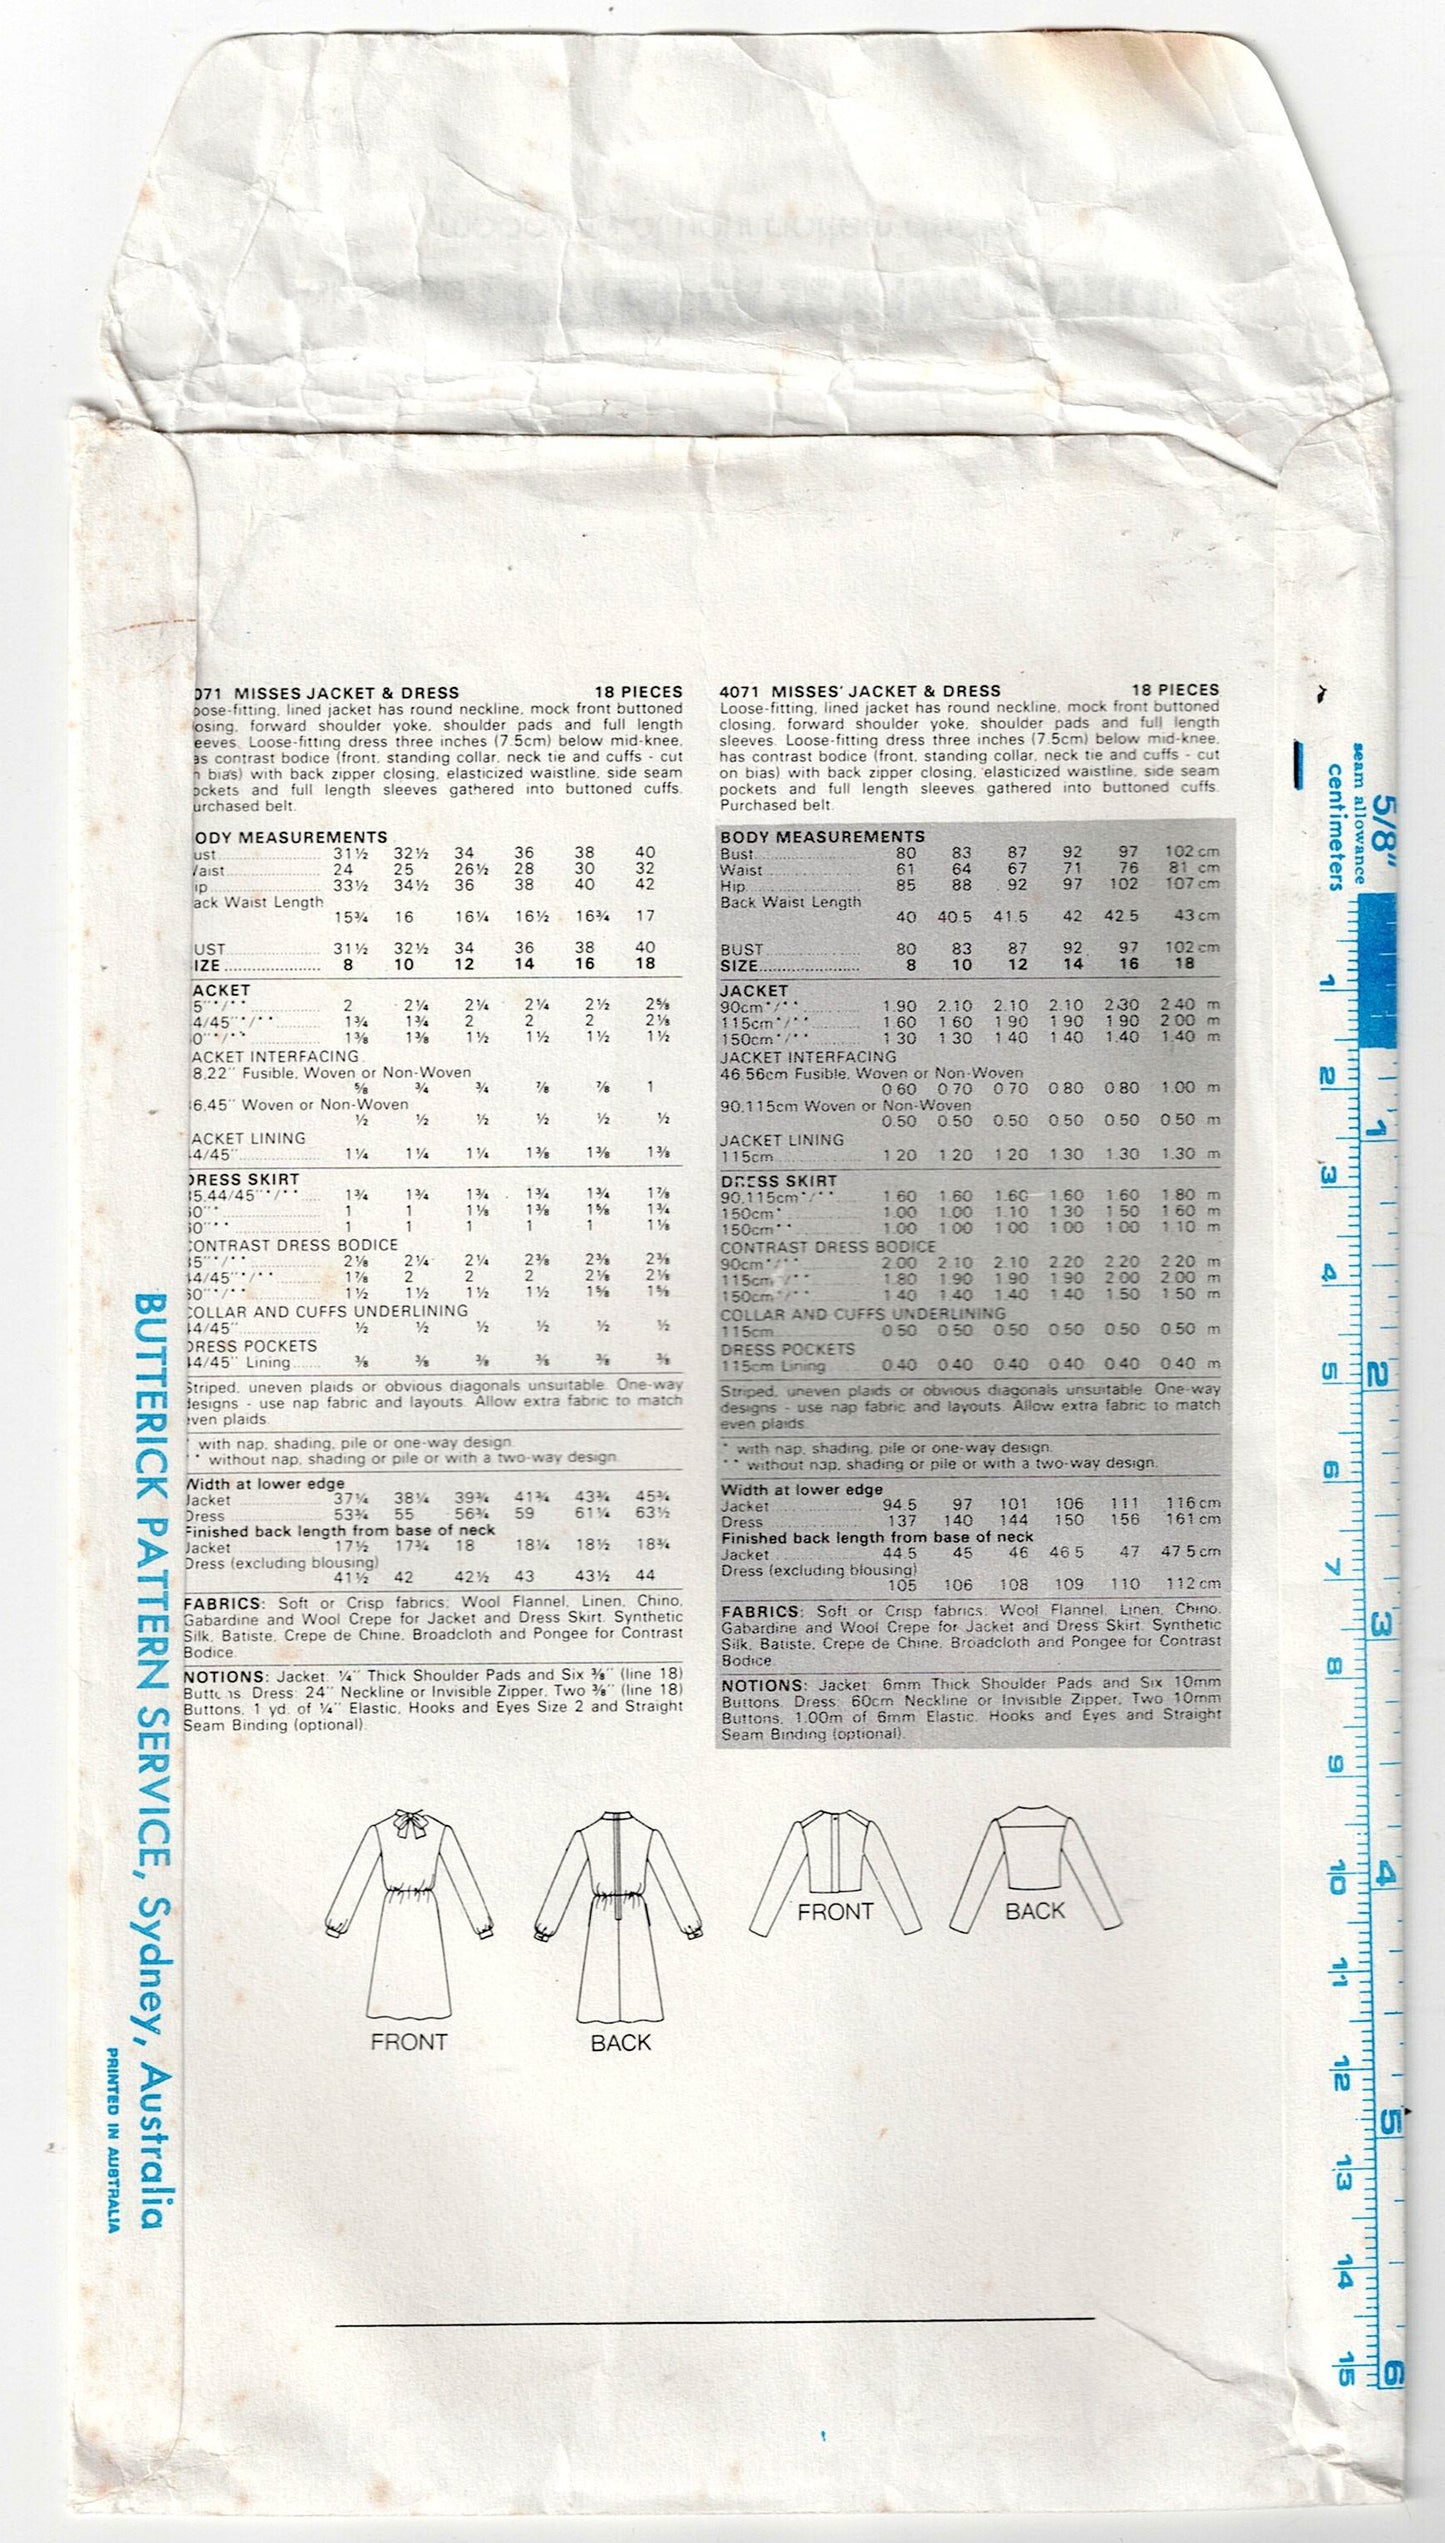 071 MISSES JACKET & DRESS 18 PIECES
oose-fitting, lined jacket has round neckline, mock front buttoned
osing, forward shoulder yoke, shoulder pads and full length
eeves. Loose-fitting dress three inches (7.5cm) below mid-knee,
as contrast bodice (front, standing collar, neck tie and cuffs - cut
n bias) with back zipper closing, elasticized waistline, side seam
ockets and full length sleeves gathered into buttoned cuffs.
urchased belt.
ODY MEASUREMENTS
ust 31½ 32½ 34 36 38 40
aist 24 25 26½ 28 30 32
ip 33½ 34½ 36 38 40 42
ack Waist Length
15¾ 16 16¼ 16½ 16¾ 17
UST 31½ 32½ 34 36 38 40
IZE 8 10 12 14 16 18
ACKET
5"*/** 2 2¼ 2¼ 2¼ 2½ 2⅝
4/45"*/** 1¾ 1¾ 2 2 2 2⅛
0"*/** 1⅜ 1⅜ 1½ 1½ 1½ 1½
ACKET INTERFACING
8,22" Fusible, Woven or Non-Woven
⅝ ¾ ¾ ⅞ ⅞ 1
6,45" Woven or Non-Woven
½ ½ ½ ½ ½ ½
ACKET LINING
4/45" 1¼ 1¼ 1¼ 1⅜ 1⅜ 1⅜
DRESS SKIRT
35,44/45"*/** 1¾ 1¾ 1¾ 1¾ 1¾ 1⅞
60"* 1 1 1⅛ 1⅜ 1⅝ 1¾
60"** 1 1 1 1 1 1⅛
CONTRAST DRESS BODICE
35"*/** 2⅛ 2¼ 2¼ 2⅜ 2⅜ 2⅜
44/45"*/** 1⅞ 2 2 2 2⅛ 2⅛
60"*/** 1½ 1½ 1½ 1½ 1⅝ 1⅝
COLLAR AND CUFFS UNDERLINING
44/45" ½ ½ ½ ½ ½ ½
DRESS POCKETS
44/45" Lining ⅜ ⅜ ⅜ ⅜ ⅜ ⅜
Striped, uneven plaids or obvious diagonals unsuitable. One-way
designs - use nap fabric and layouts. Allow extra fabric to match
even plaids.
* with nap, shading, pile or one-way design.
** without nap, shading or pile or with a two-way design.
Width at lower edge
Jacket 37¼ 38¼ 39¾ 41¾ 43¾ 45¾
Dress 53¾ 55 56¾ 59 61¼ 63½
Finished back length from base of neck
Jacket 17½ 17¾ 18 18¼ 18½ 18¾
Dress (excluding blousing)
41½ 42 42½ 43 43½ 44
FABRICS: Soft or Crisp fabrics: Wool Flannel, Linen, Chino,
Gabardine and Wool Crepe for Jacket and Dress Skirt. Synthetic
Silk, Batiste, Crepe de Chine, Broadcloth and Pongee for Contrast
Bodice.
NOTIONS: Jacket: ¼" Thick Shoulder Pads and Six ⅜" (line 18)
Buttons. Dress: 24" Neckline or Invisible Zipper, Two ⅜" (line 18)
Buttons, 1 yd. of ¼" Elastic, Hooks and Eyes Size 2 and Straight
Seam Binding (optional).
4071 MISSES' JACKET & DRESS 18 PIECES
Loose-fitting, lined jacket has round neckline, mock front buttoned
closing, forward shoulder yoke, shoulder pads and full length
sleeves. Loose-fitting dress three inches (7.5cm) below mid-knee,
has contrast bodice (front, standing collar, neck tie and cuffs - cut
on bias) with back zipper closing, elasticized waistline, side seam
pockets and full length sleeves gathered into buttoned cuffs.
Purchased belt.
BODY MEASUREMENTS
Bust 80 83 87 92 97 102 cm
Waist 61 64 67 71 76 81 cm
Hip 85 88 92 97 102 107 cm
Back Waist Length
40 40.5 41.5 42 42.5 43 cm
BUST 80 83 87 92 97 102 cm
SIZE 8 10 12 14 16 18
JACKET
90cm*/** 1.90 2.10 2.10 2.10 2.30 2.40 m
115cm*/** 1.60 1.60 1.90 1.90 1.90 2.00 m
150cm*/** 1.30 1.30 1.40 1.40 1.40 1.40 m
JACKET INTERFACING
46,56cm Fusible, Woven or Non-Woven
0.60 0.70 0.70 0.80 0.80 1.00 m
90,115cm Woven or Non-Woven
0.50 0.50 0.50 0.50 0.50 0.50 m
JACKET LINING
115cm 1.20 1.20 1.20 1.30 1.30 1.30 m
DRESS SKIRT
90,115cm*/** 1.60 1.60 1.60 1.60 1.60 1.80 m
150cm* 1.00 1.00 1.10 1.30 1.50 1.60 m
150cm** 1.00 1.00 1.00 1.00 1.00 1.10 m
CONTRAST DRESS BODICE
90cm*/** 2.00 2.10 2.10 2.20 2.20 2.20 m
115cm*/** 1.80 1.90 1.90 1.90 2.00 2.00 m
150cm*/** 1.40 1.40 1.40 1.40 1.50 1.50 m
COLLAR AND CUFFS UNDERLINING
115cm 0.50 0.50 0.50 0.50 0.50 0.50 m
DRESS POCKETS
115cm Lining 0.40 0.40 0.40 0.40 0.40 0.40 m
Striped, uneven plaids or obvious diagonals unsuitable. One-way
designs - use nap fabric and layouts. Allow extra fabric to match
even plaids.
* with nap, shading, pile or one-way design.
** without nap, shading or pile or with a two-way design.
Width at lower edge
Jacket 94.5 97 101 106 111 116 cm
Dress 137 140 144 150 156 161 cm
Finished back length from base of neck
Jacket 44.5 45 46 46.5 47 47.5 cm
Dress (excluding blousing)
105 106 108 109 110 112 cm
FABRICS: Soft or Crisp fabrics: Wool Flannel, Linen, Chino,
Gabardine and Wool Crepe for Jacket and Dress Skirt. Synthetic
Silk, Batiste, Crepe de Chine, Broadcloth and Pongee for Contrast
Bodice.
NOTIONS: Jacket: 6mm Thick Shoulder Pads and Six 10mm
Buttons. Dress: 60cm Neckline or Invisible Zipper, Two 10mm
Buttons, 1.00m of 6mm Elastic, Hooks and Eyes and Straight
Seam Binding (optional).
FRONT
BACK
FRONT
BACK
BUTTERICK PATTERN SERVICE, Sydney, Australia
PRINTED IN AUSTRALIA
5/8"
seam allowance
centimeters
1 2 3 4 5 6 7 8 9 10 11 12 13 14 15
1 2 3 4 5 6